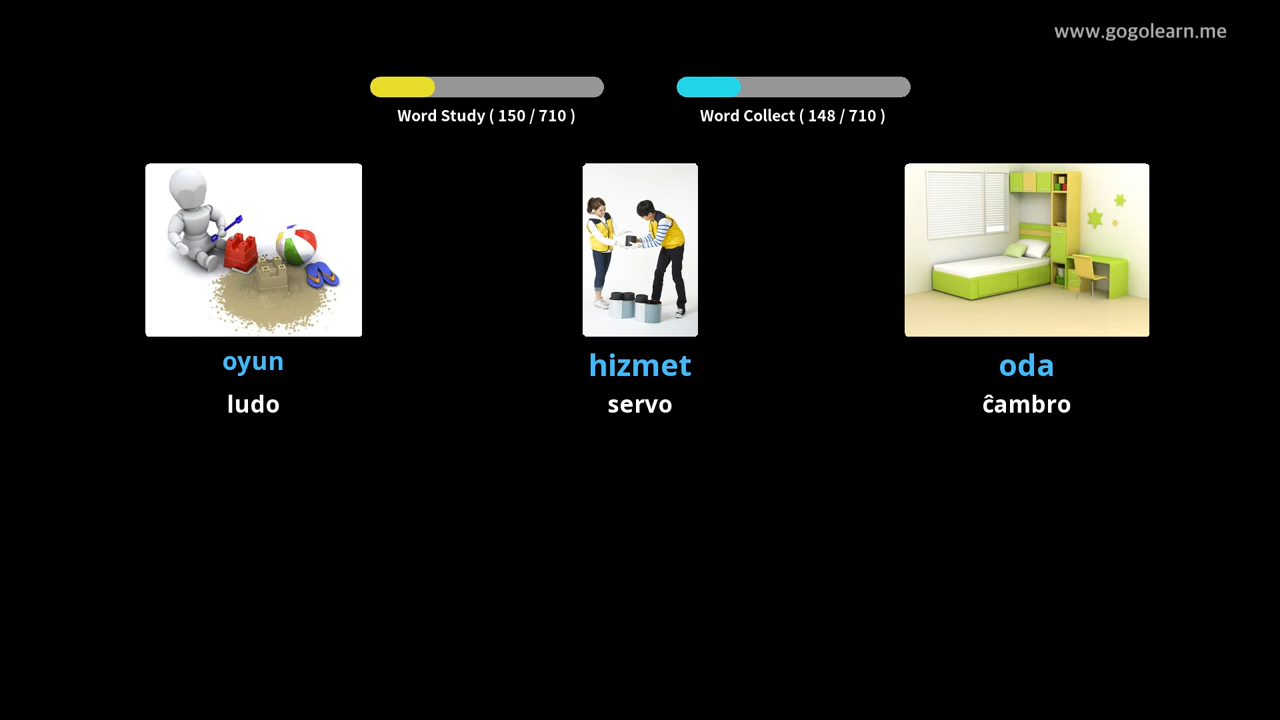 www.gogolearn.me
Word Study ( 150 / 710 )
Word Collect ( 148 / 710 )
oyun
hizmet
oda
ludo
servo
ĉambro